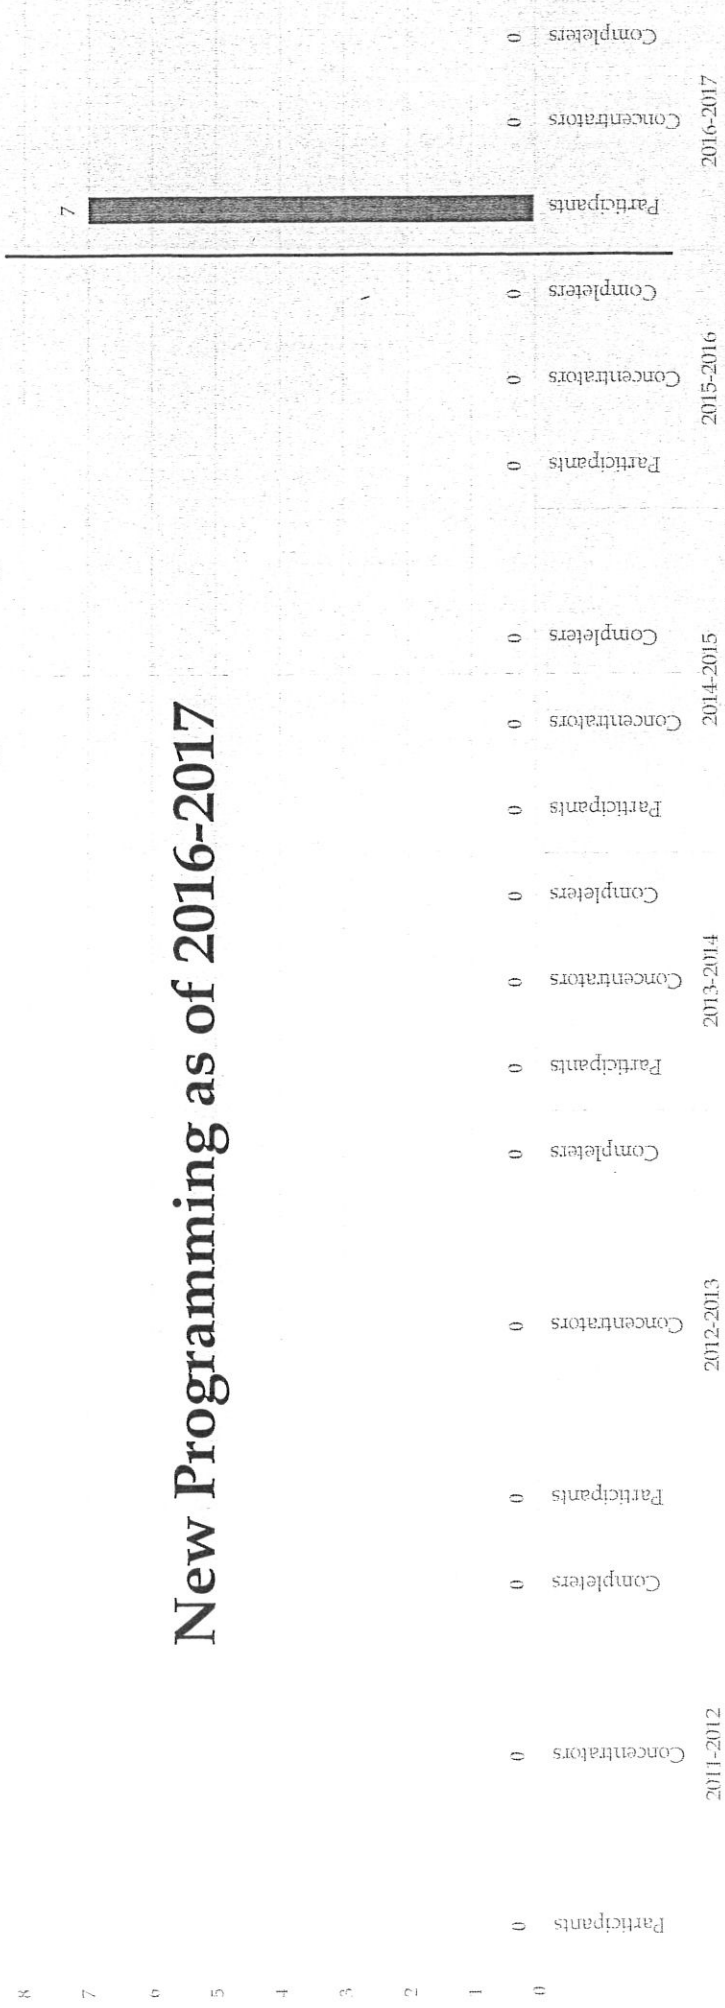 New Programming as of 2016-2017
8
7
6
5
4
3
2
1
0
0 0 0 0 0 0 0 0 0 0 0 0 0 0 0 7 0 0
Participants Concentrators Completers Participants Concentrators Completers Participants Concentrators Completers Participants Concentrators Completers Participants Concentrators Completers Participants Concentrators Completers
2011-2012 2012-2013 2013-2014 2014-2015 2015-2016 2016-2017